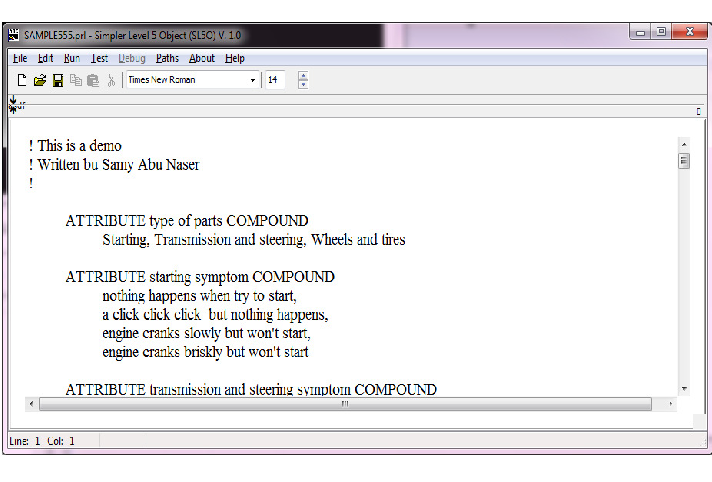 SAMPLE555.prl - Simpler Level 5 Object (SL5C) V. 1.0
File Edit Run Test Debug Paths About Help
Times New Roman 14
! This is a demo
! Written bu Samy Abu Naser
!
ATTRIBUTE type of parts COMPOUND
Starting, Transmission and steering, Wheels and tires
ATTRIBUTE starting symptom COMPOUND
nothing happens when try to start,
a click click click but nothing happens,
engine cranks slowly but won't start,
engine cranks briskly but won't start
ATTRIBUTE transmission and steering symptom COMPOUND
Line: 1 Col: 1